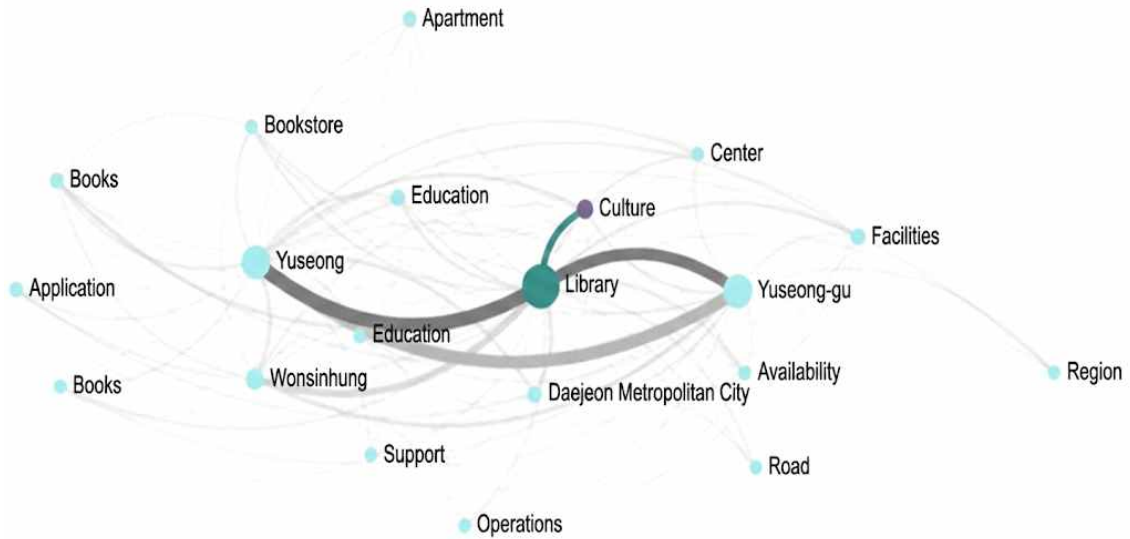 Apartment
Bookstore
Center
Books
Education
Culture
Facilities
Yuseong
Library
Yuseong-gu
Application
Education
Wonsinhung
Availability
Region
Books
Daejeon Metropolitan City
Support
Road
Operations